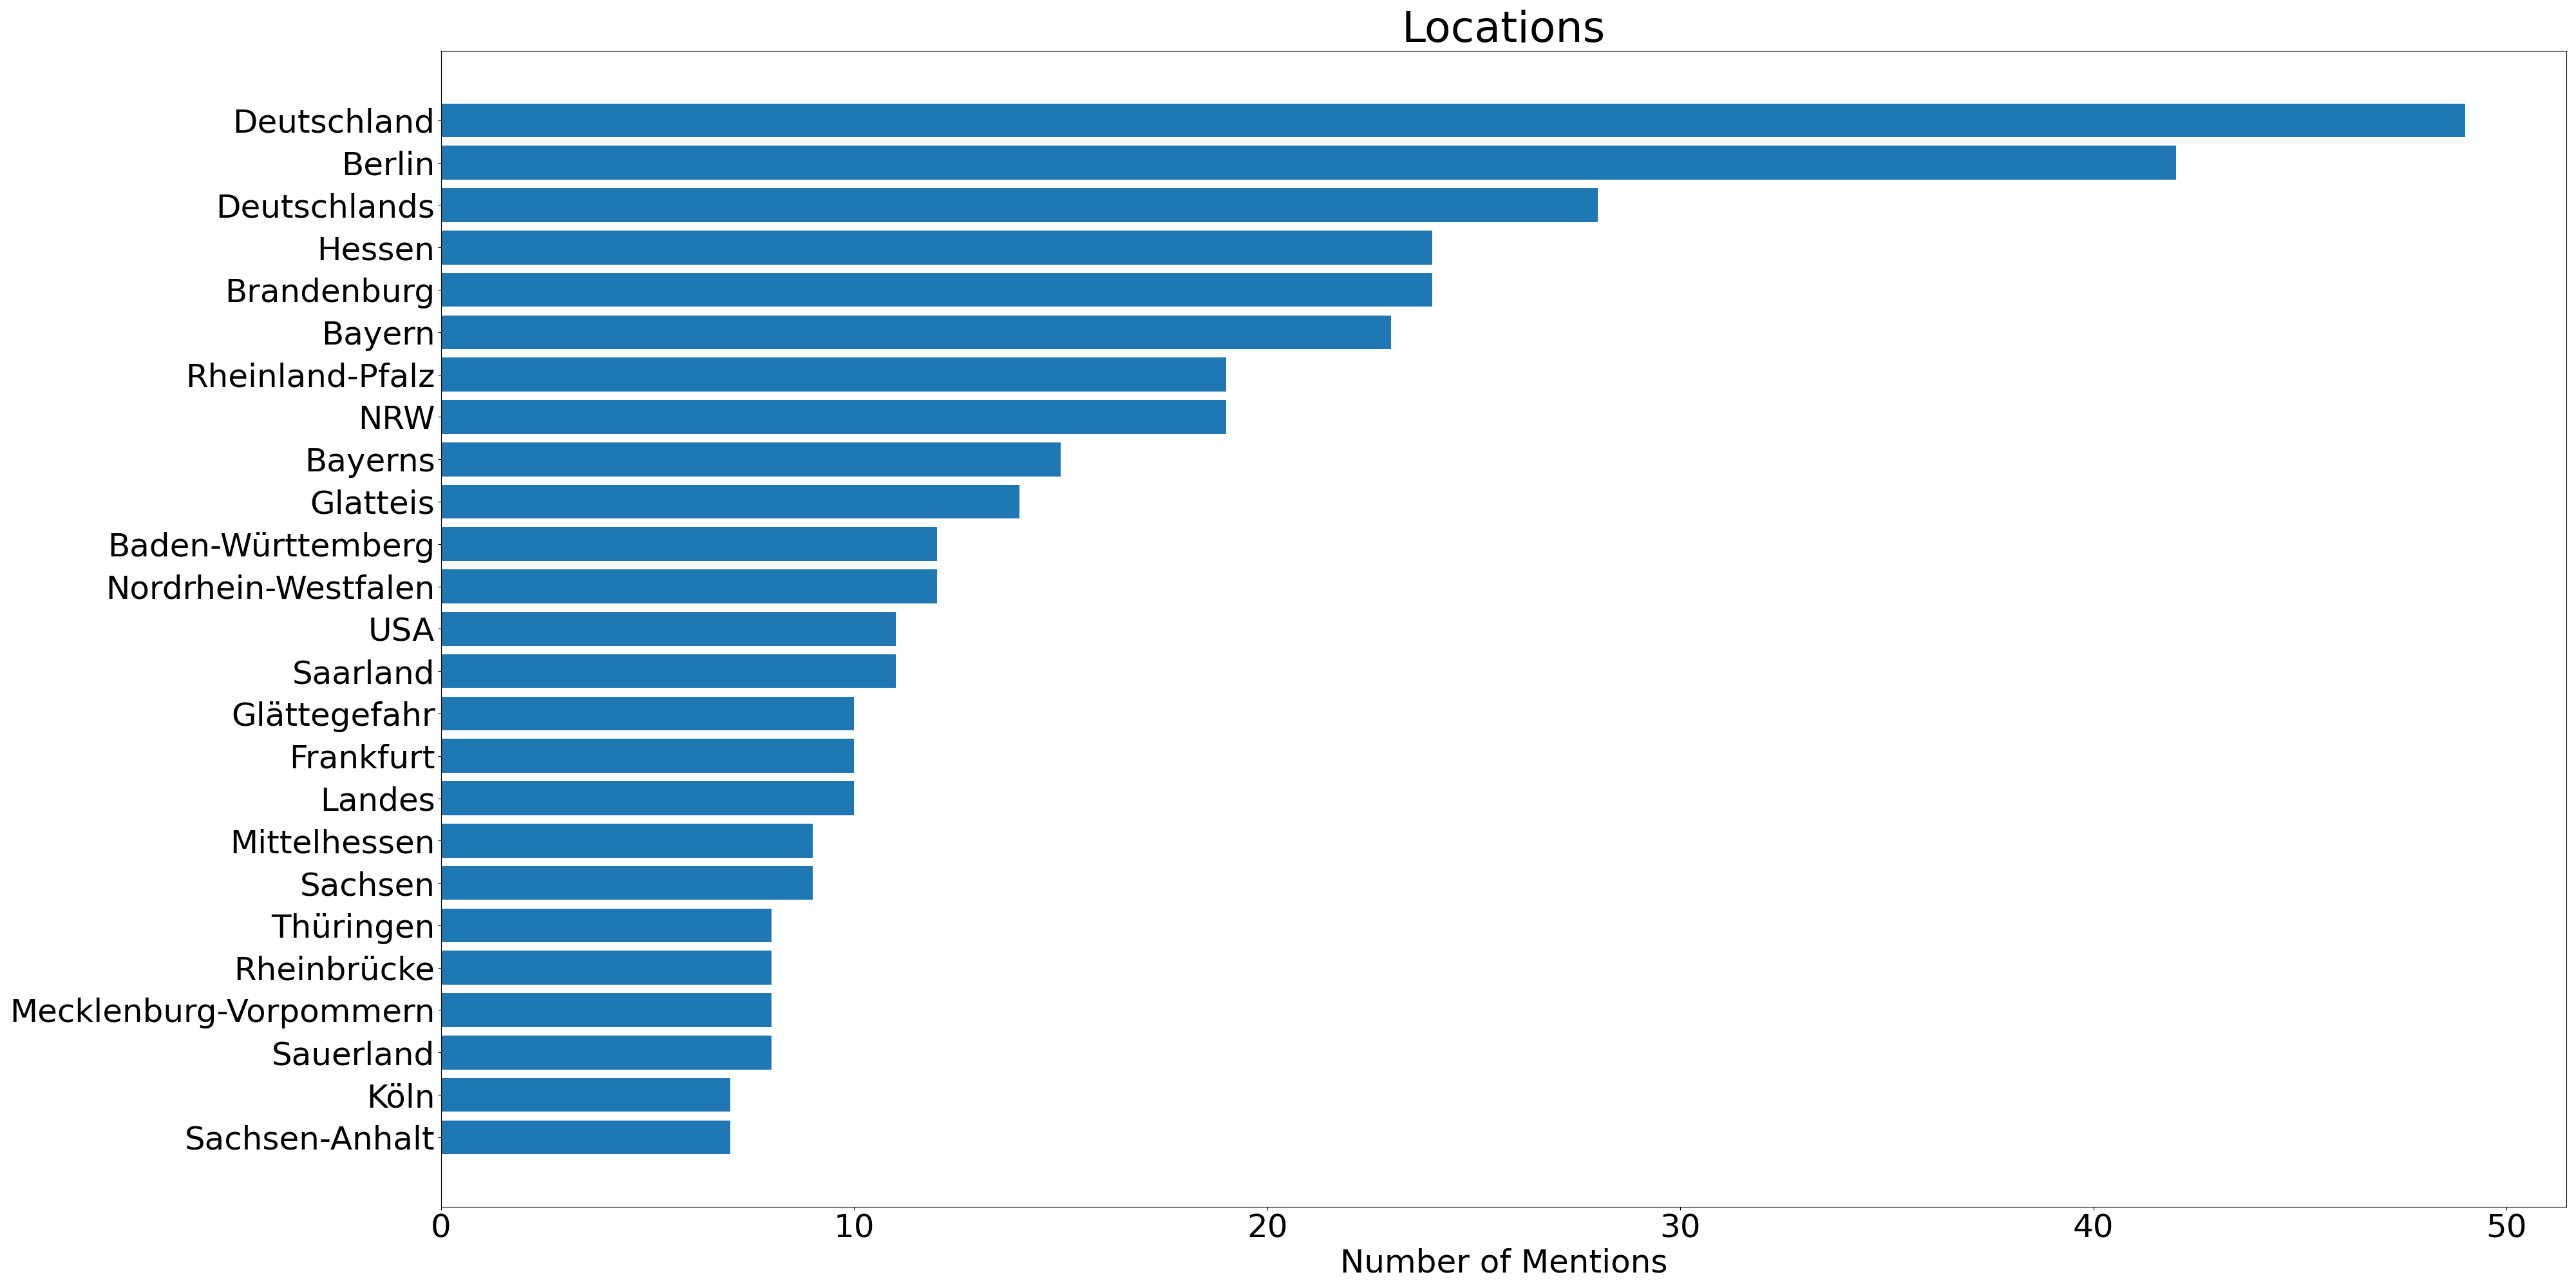 Locations
Deutschland
Berlin
Deutschlands
Hessen
Brandenburg
Bayern
Rheinland-Pfalz
NRW
Bayerns
Glatteis
Baden-Württemberg
Nordrhein-Westfalen
USA
Saarland
Glättegefahr
Frankfurt
Landes
Mittelhessen
Sachsen
Thüringen
Rheinbrücke
Mecklenburg-Vorpommern
Sauerland
Köln
Sachsen-Anhalt
0 10 20 30 40 50
Number of Mentions